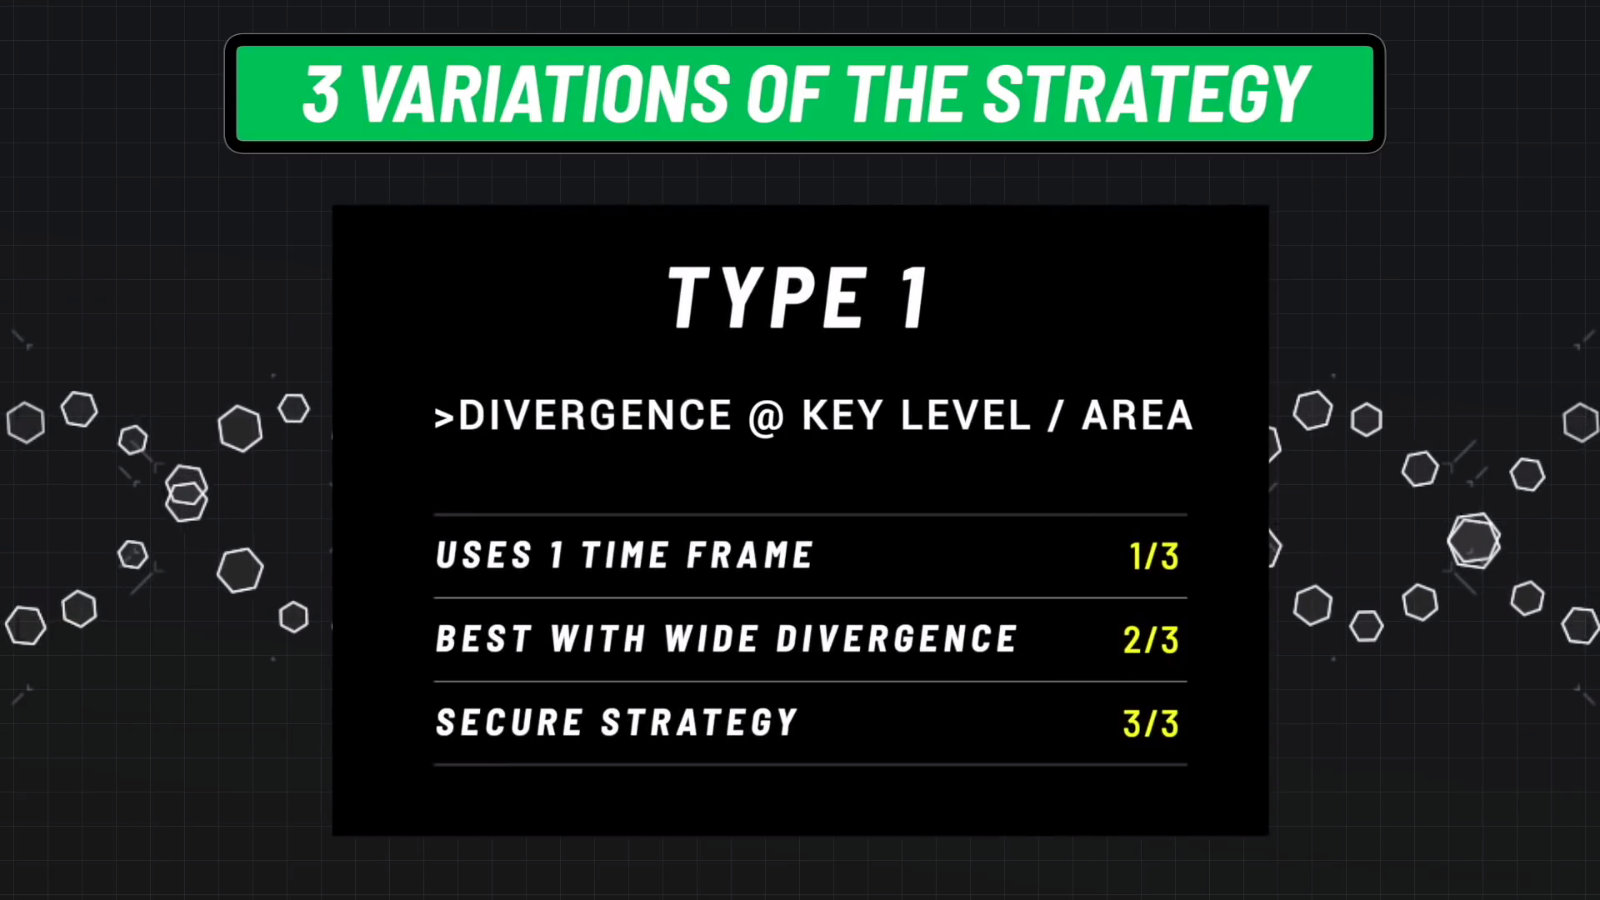 3 VARIATIONS OF THE STRATEGY
TYPE 1
>DIVERGENCE @ KEY LEVEL / AREA
USES 1 TIME FRAME 1/3
BEST WITH WIDE DIVERGENCE 2/3
SECURE STRATEGY 3/3